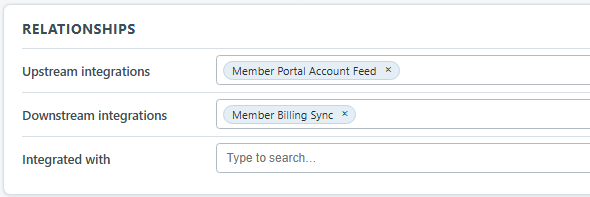 RELATIONSHIPS
Upstream integrations Member Portal Account Feed ×
Downstream integrations Member Billing Sync ×
Integrated with Type to search...